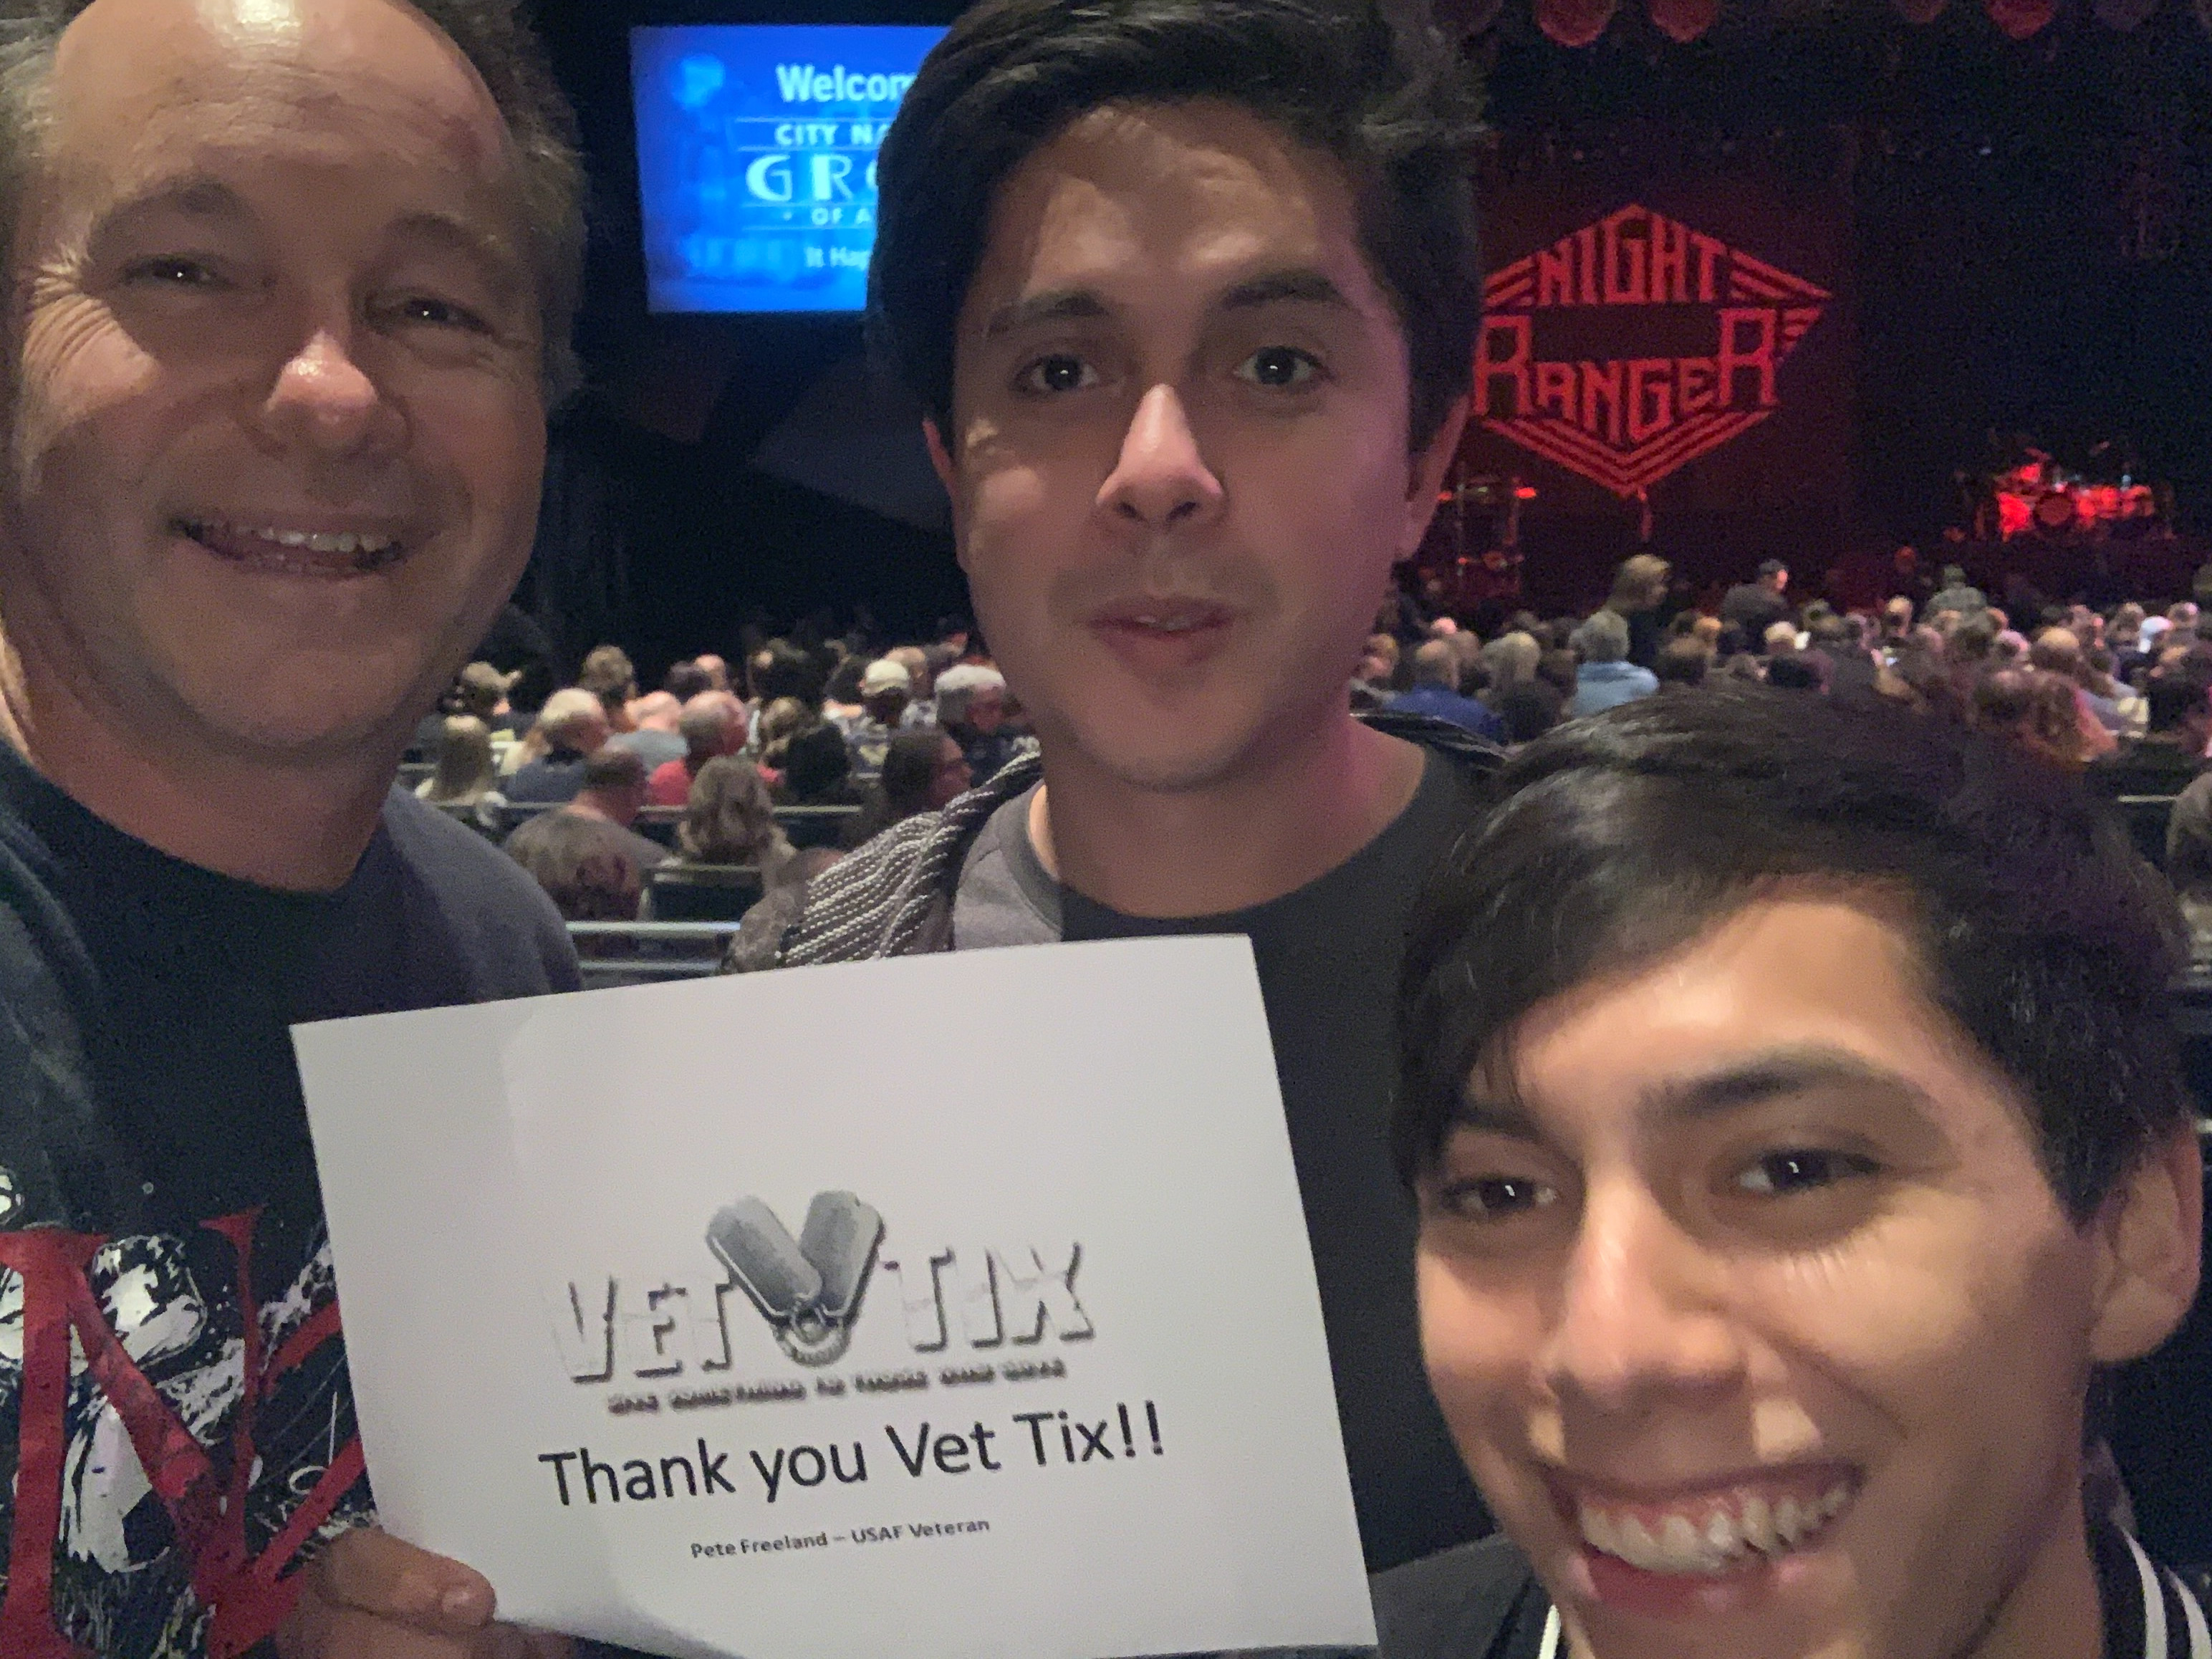 Welcom
CITY NA
GRO
OF A
It Hap
NIGHT
RANGER
VET TIX
Thank you Vet Tix!!
Pete Freeland – USAF Veteran